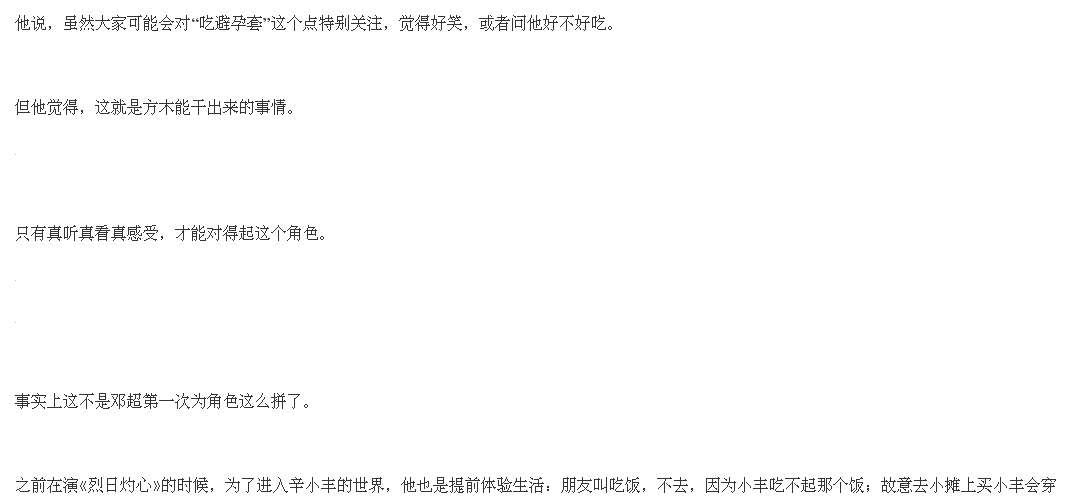 他说，虽然大家可能会对“吃避孕套”这个点特别关注，觉得好笑，或者问他好不好吃。
但他觉得，这就是方木能干出来的事情。
只有真听真看真感受，才能对得起这个角色。
事实上这不是邓超第一次为角色这么拼了。
之前在演《烈日灼心》的时候，为了进入辛小丰的世界，他也是提前体验生活：朋友叫吃饭，不去，因为小丰吃不起那个饭；故意去小摊上买小丰会穿